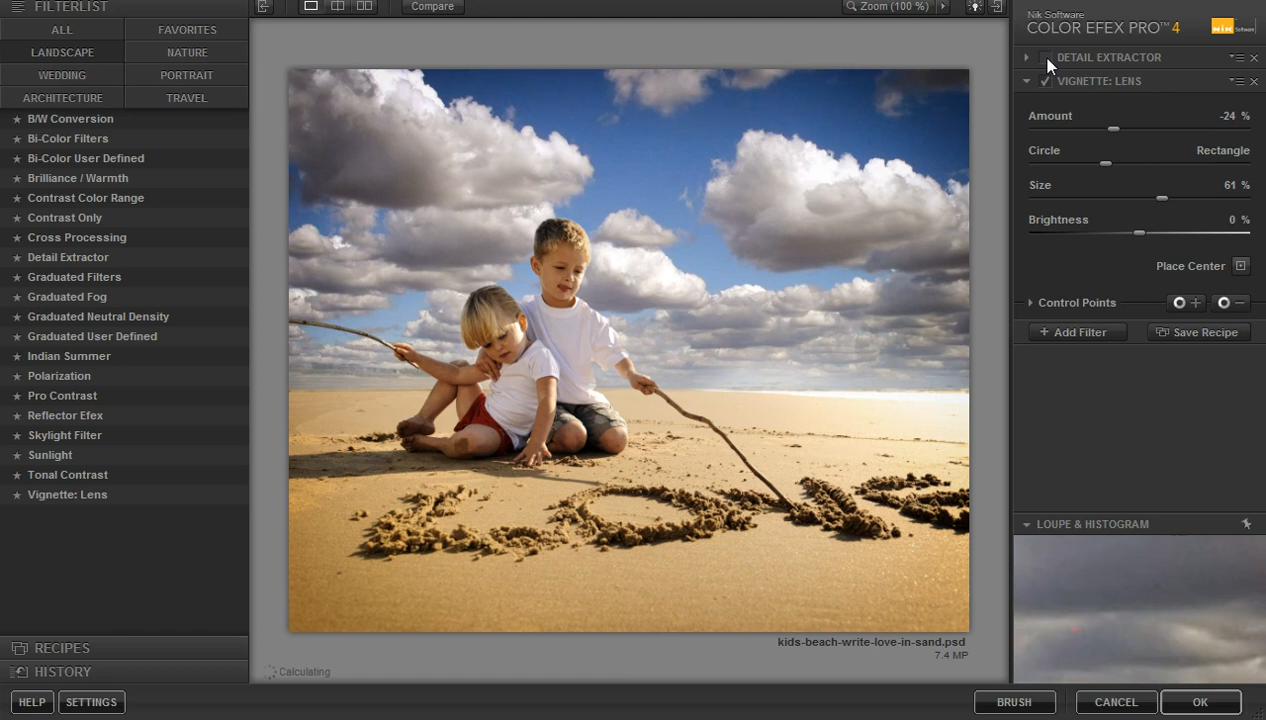 FILTERLIST
ALL
FAVORITES
LANDSCAPE
NATURE
WEDDING
PORTRAIT
ARCHITECTURE
TRAVEL
B/W Conversion
Bi-Color Filters
Bi-Color User Defined
Brilliance / Warmth
Contrast Color Range
Contrast Only
Cross Processing
Detail Extractor
Graduated Filters
Graduated Fog
Graduated Neutral Density
Graduated User Defined
Indian Summer
Polarization
Pro Contrast
Reflector Efex
Skylight Filter
Sunlight
Tonal Contrast
Vignette: Lens
RECIPES
HISTORY
HELP
SETTINGS
Compare
Zoom (100 %)
LOVE
kids-beach-write-love-in-sand.psd
7.4 MP
Calculating
Nik Software
COLOR EFEX PRO™ 4
Nik Software
DETAIL EXTRACTOR
VIGNETTE: LENS
Amount -24 %
Circle Rectangle
Size 61 %
Brightness 0 %
Place Center
Control Points
+ Add Filter
Save Recipe
LOUPE & HISTOGRAM
BRUSH
CANCEL
OK